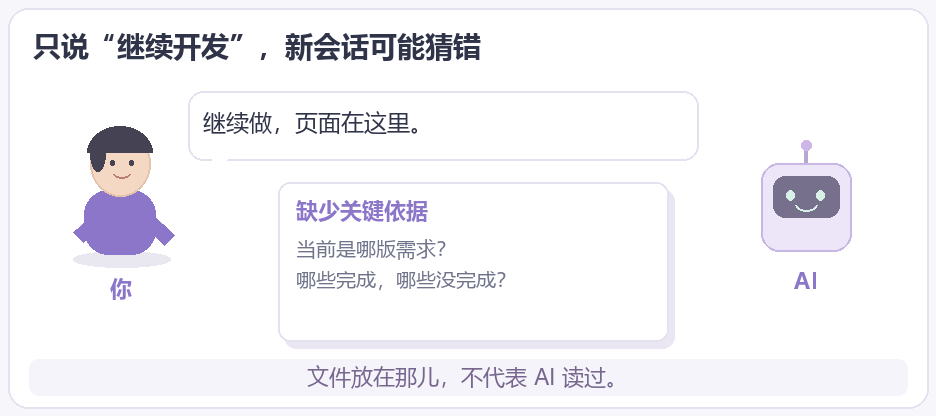 只说“继续开发”，新会话可能猜错
继续做，页面在这里。
缺少关键依据
当前是哪版需求？
哪些完成，哪些没完成？
你
AI
文件放在那儿，不代表 AI 读过。